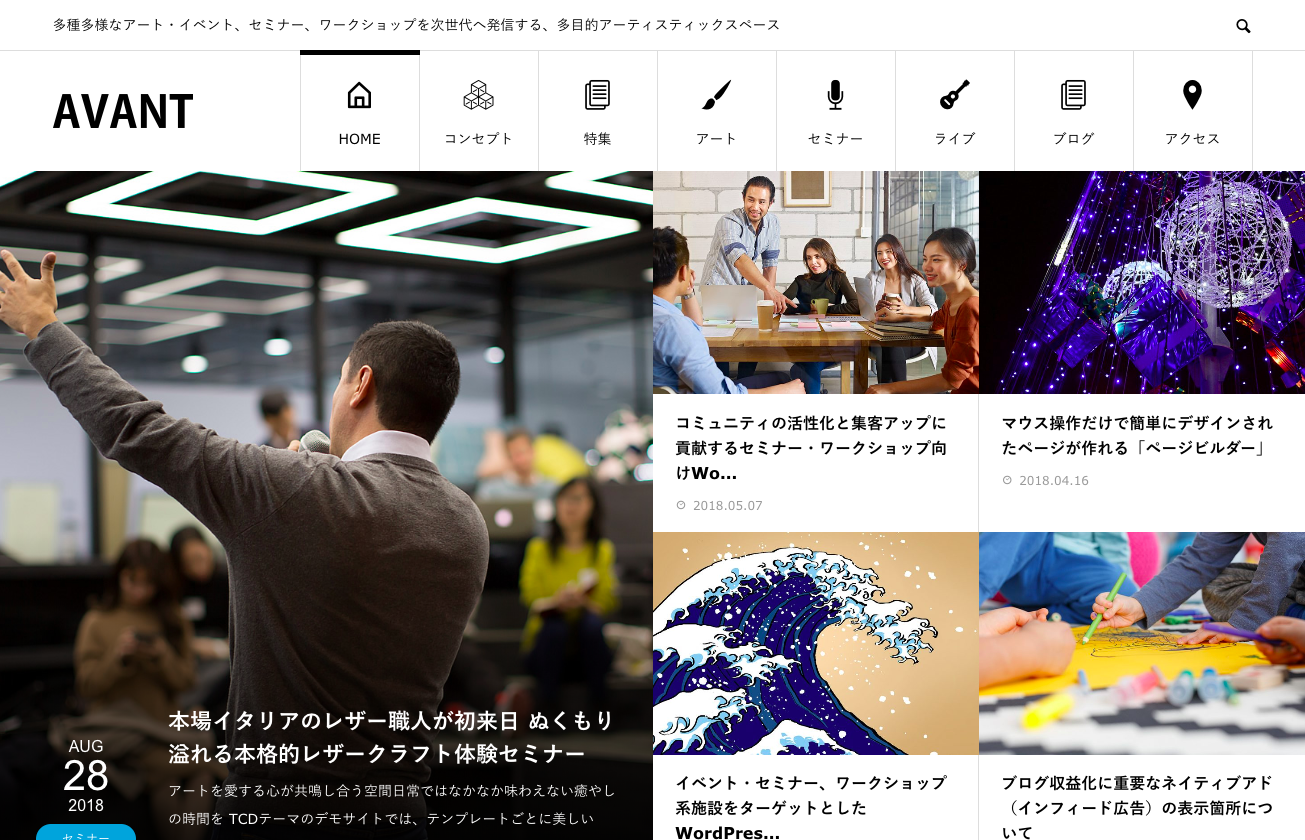 多種多様なアート・イベント、セミナー、ワークショップを次世代へ発信する、多目的アーティスティックスペース
AVANT
HOME
コンセプト
特集
アート
セミナー
ライブ
ブログ
アクセス
本場イタリアのレザー職人が初来日 ぬくもり
溢れる本格的レザークラフト体験セミナー
AUG
28
2018
セミナー
アートを愛する心が共鳴し合う空間日常ではなかなか味わえない癒やし
の時間を TCDテーマのデモサイトでは、テンプレートごとに美しい
コミュニティの活性化と集客アップに
貢献するセミナー・ワークショップ向
けWo...
2018.05.07
マウス操作だけで簡単にデザインされ
たページが作れる「ページビルダー」
2018.04.16
イベント・セミナー、ワークショップ
系施設をターゲットとした
WordPres...
ブログ収益化に重要なネイティブアド
（インフィード広告）の表示箇所につ
いて